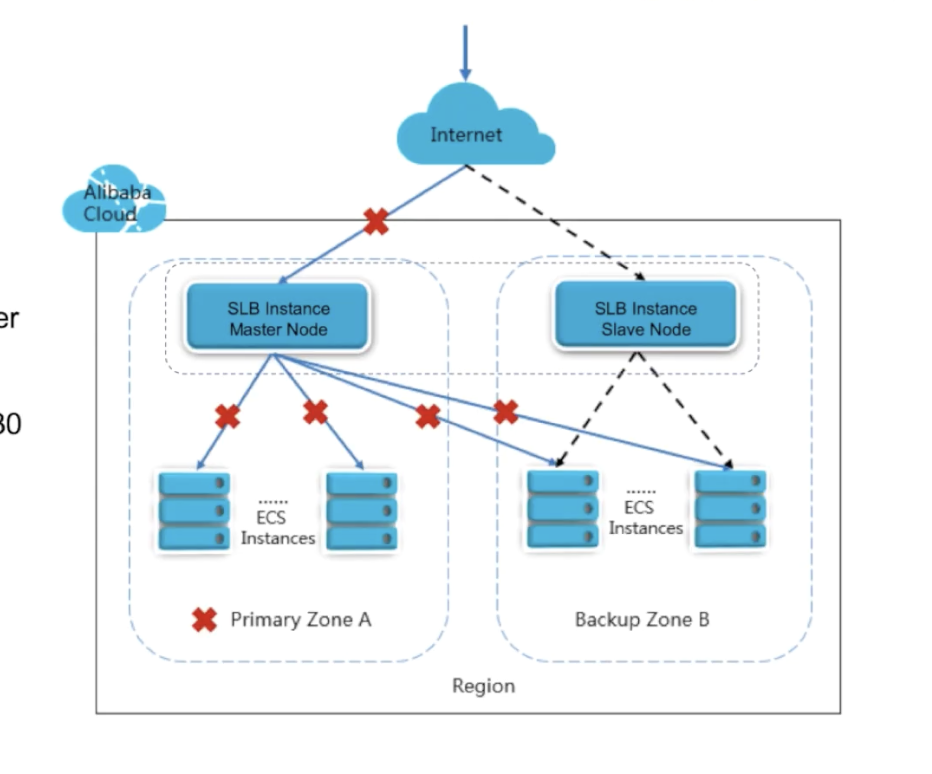 Internet
Alibaba
Cloud
er
30
SLB Instance
Master Node
SLB Instance
Slave Node
......
ECS
Instances
......
ECS
Instances
Primary Zone A
Backup Zone B
Region